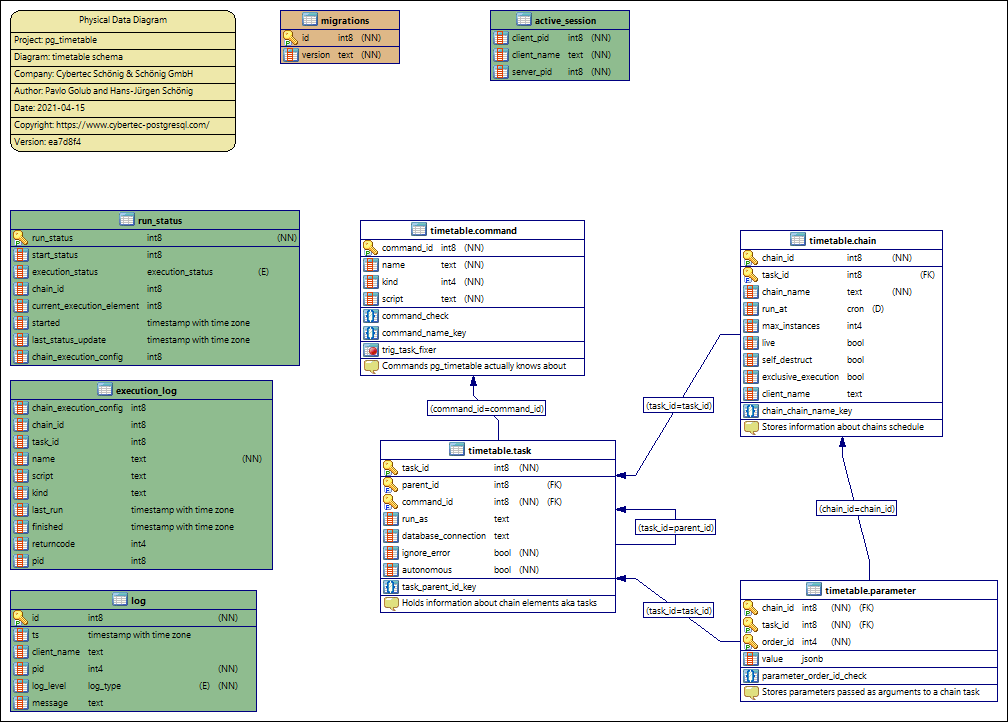 Physical Data Diagram
Project: pg_timetable
Diagram: timetable schema
Company: Cybertec Schönig & Schönig GmbH
Author: Pavlo Golub and Hans-Jürgen Schönig
Date: 2021-04-15
Copyright: https://www.cybertec-postgresql.com/
Version: ea7d8f4
migrations
id int8 (NN)
version text (NN)
active_session
client_pid int8 (NN)
client_name text (NN)
server_pid int8 (NN)
run_status
run_status int8 (NN)
start_status int8
execution_status execution_status (E)
chain_id int8
current_execution_element int8
started timestamp with time zone
last_status_update timestamp with time zone
chain_execution_config int8
execution_log
chain_execution_config int8
chain_id int8
task_id int8
name text (NN)
script text
kind text
last_run timestamp with time zone
finished timestamp with time zone
returncode int4
pid int8
log
id int8 (NN)
ts timestamp with time zone
client_name text
pid int4 (NN)
log_level log_type (E) (NN)
message text
timetable.command
command_id int8 (NN)
name text (NN)
kind int4 (NN)
script text (NN)
command_check
command_name_key
trig_task_fixer
Commands pg_timetable actually knows about
(command_id=command_id)
timetable.task
task_id int8 (NN)
parent_id int8 (FK)
command_id int8 (NN) (FK)
run_as text
database_connection text
ignore_error bool (NN)
autonomous bool (NN)
task_parent_id_key
Holds information about chain elements aka tasks
(task_id=task_id)
(task_id=parent_id)
(task_id=task_id)
timetable.chain
chain_id int8 (NN)
task_id int8 (FK)
chain_name text (NN)
run_at cron (D)
max_instances int4
live bool
self_destruct bool
exclusive_execution bool
client_name text
chain_chain_name_key
Stores information about chains schedule
(chain_id=chain_id)
timetable.parameter
chain_id int8 (NN) (FK)
task_id int8 (NN) (FK)
order_id int4 (NN)
value jsonb
parameter_order_id_check
Stores parameters passed as arguments to a chain task